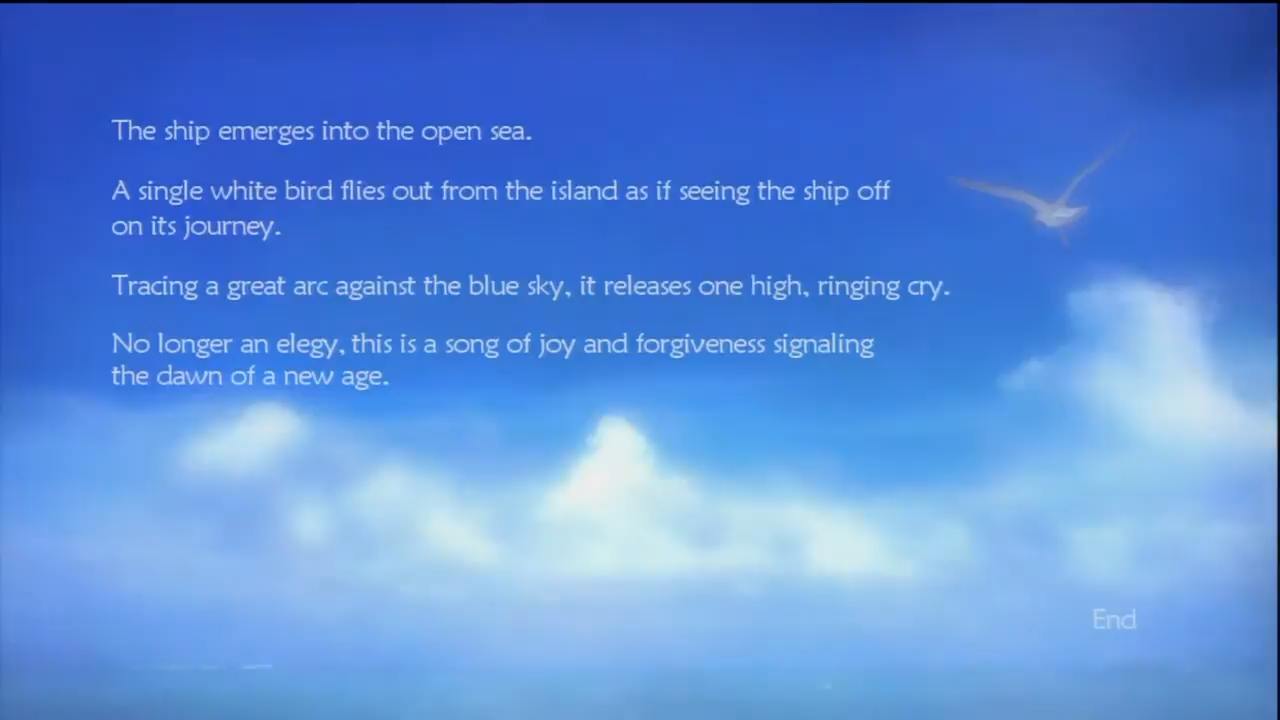 The ship emerges into the open sea.
A single white bird flies out from the island as if seeing the ship off
on its journey.
Tracing a great arc against the blue sky, it releases one high, ringing cry.
No longer an elegy, this is a song of joy and forgiveness signaling
the dawn of a new age.
End